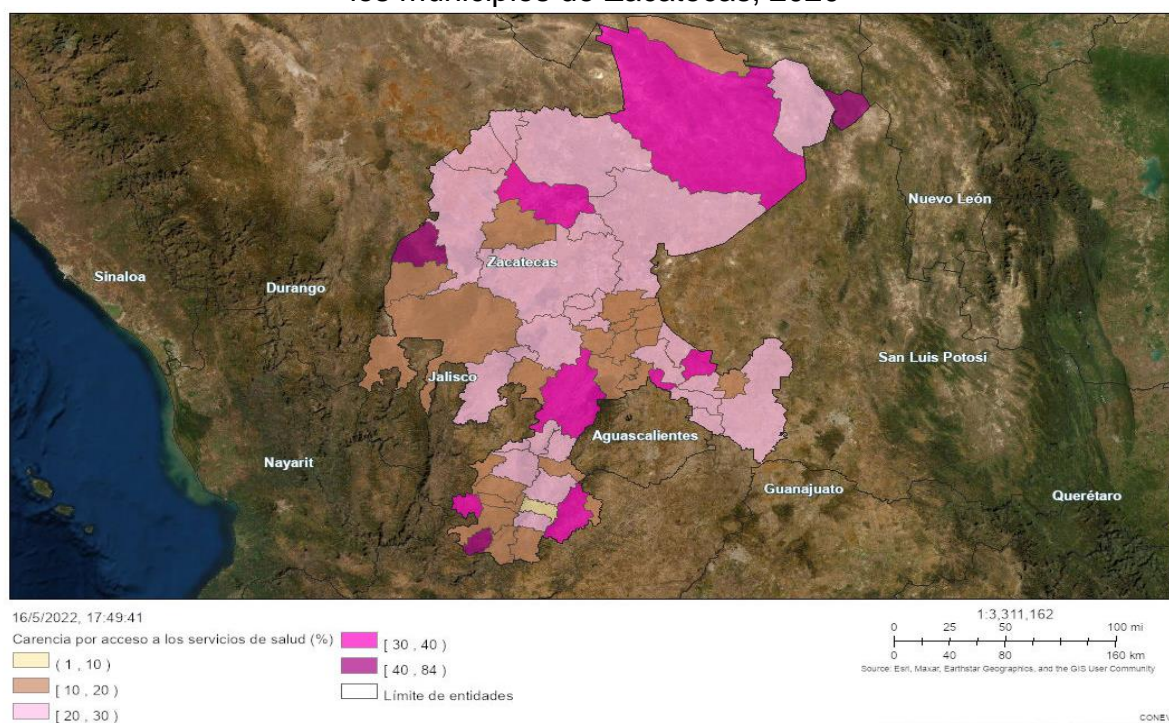 los municipios de Zacatecas, 2020
Nuevo León
Zacatecas
Sinaloa
Durango
San Luis Potosí
Jalisco
Aguascalientes
Nayarit
Guanajuato
Querétaro
16/5/2022, 17:49:41
Carencia por acceso a los servicios de salud (%)
( 1 , 10 )
[ 10 , 20 )
[ 20 , 30 )
[ 30 , 40 )
[ 40 , 84 )
Límite de entidades
1:3,311,162
0 25 50 100 mi
0 40 80 160 km
Source: Esri, Maxar, Earthstar Geographics, and the GIS User Community